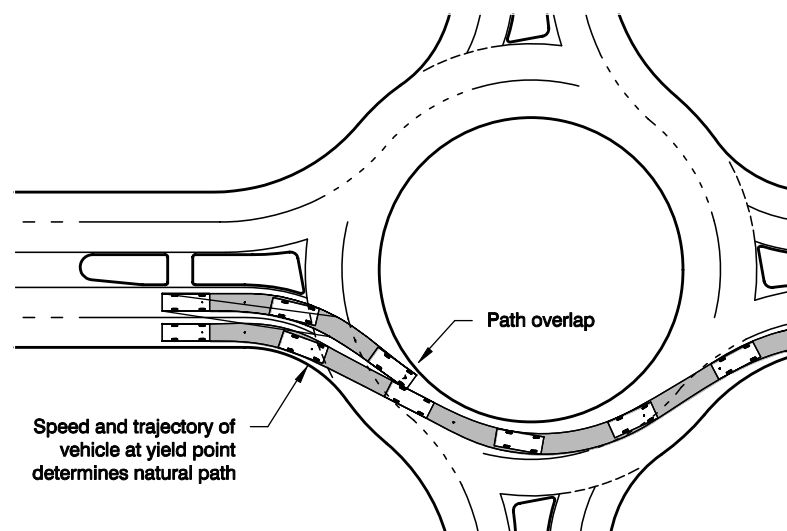 Path overlap
Speed and trajectory of
vehicle at yield point
determines natural path